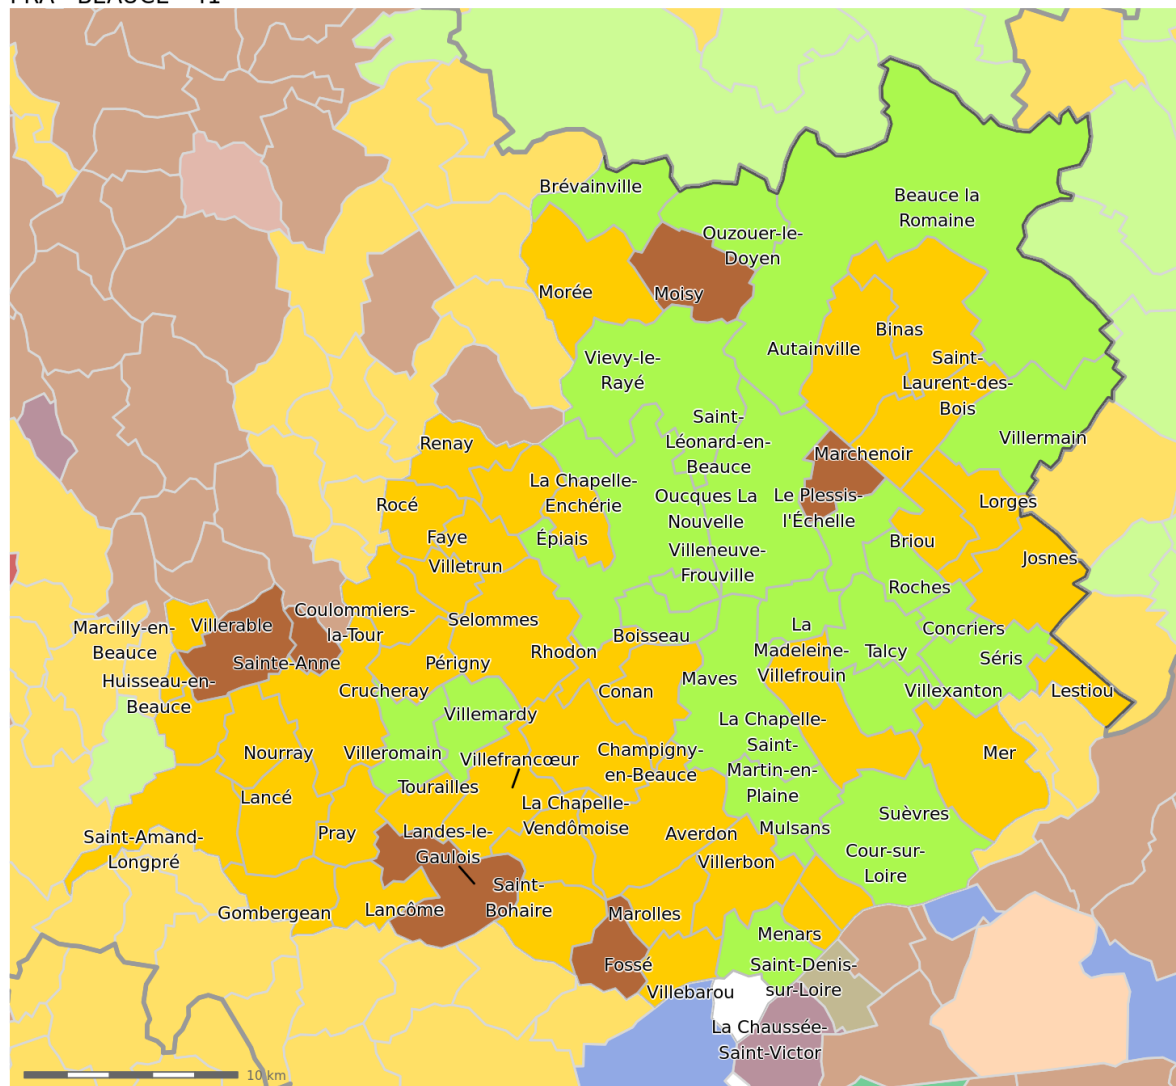 Brévainville
Beauce la
Romaine
Ouzouer-le-
Doyen
Morée
Moisy
Binas
Autainville
Vievy-le-
Rayé
Saint-
Laurent-des-
Bois
Saint-
Léonard-en-
Beauce
Villermain
Renay
Marchenoir
La Chapelle-
Enchérie
Rocé
Oucques La
Nouvelle
Le Plessis-
l'Échelle
Lorges
Faye
Épiais
Briou
Villetrun
Villeneuve-
Frouville
Josnes
Roches
Coulommiers-
la-Tour
Marcilly-en-
Beauce
Villerable
Selommes
Boisseau
La
Madeleine-
Villefrouin
Concriers
Sainte-Anne
Périgny
Rhodon
Talcy
Séris
Huisseau-en-
Beauce
Crucheray
Conan
Maves
Villexanton
Lestiou
Villemardy
La Chapelle-
Saint-
Martin-en-
Plaine
Nourray
Villeromain
Villefrancœur
Champigny-
en-Beauce
Mer
Lancé
Tourailles
La Chapelle-
Vendômoise
Suèvres
Saint-Amand-
Longpré
Pray
Landes-le-
Gaulois
Averdon
Mulsans
Villerbon
Cour-sur-
Loire
Gombergean
Lancôme
Saint-
Bohaire
Marolles
Menars
Fossé
Saint-Denis-
sur-Loire
Villebarou
La Chaussée-
Saint-Victor
10 km